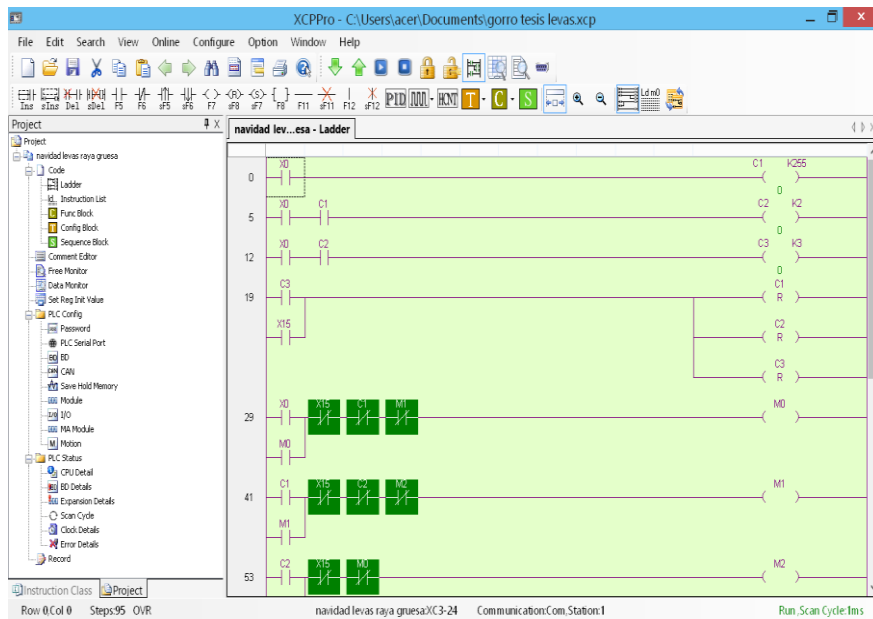 XCPPro - C:\Users\acer\Documents\gorro tesis levas.xcp
File Edit Search View Online Configure Option Window Help
Ins sIns Del sDel F5 F6 sF5 sF6 F7 sF8 sF7 F8 F11 sF11 F12 sF12 PID HCNT T C S Ld m0
Project
navidad lev...esa - Ladder
Project
navidad levas raya gruesa
Code
Ladder
Instruction List
Func Block
Config Block
Sequence Block
Comment Editor
Free Monitor
Data Monitor
Set Reg Init Value
PLC Config
Password
PLC Serial Port
BD
CAN
Save Hold Memory
Module
I/O
MA Module
Motion
PLC Status
CPU Detail
BD Details
Expansion Details
Scan Cycle
Clock Details
Error Details
Record
Instruction Class Project
X0 C1 K255
0
0
X0 C1 C2 K2
5
0
X0 C2 C3 K3
12
0
C3 C1
19 R
X15 C2
R
C3
R
X0 X15 C1 M1 M0
29
M0
C1 X15 C2 M2 M1
41
M1
C2 X15 M0 M2
53
Row 0,Col 0 Steps:95 OVR navidad levas raya gruesa:XC3-24 Communication:Com,Station:1 Run ,Scan Cycle:1ms